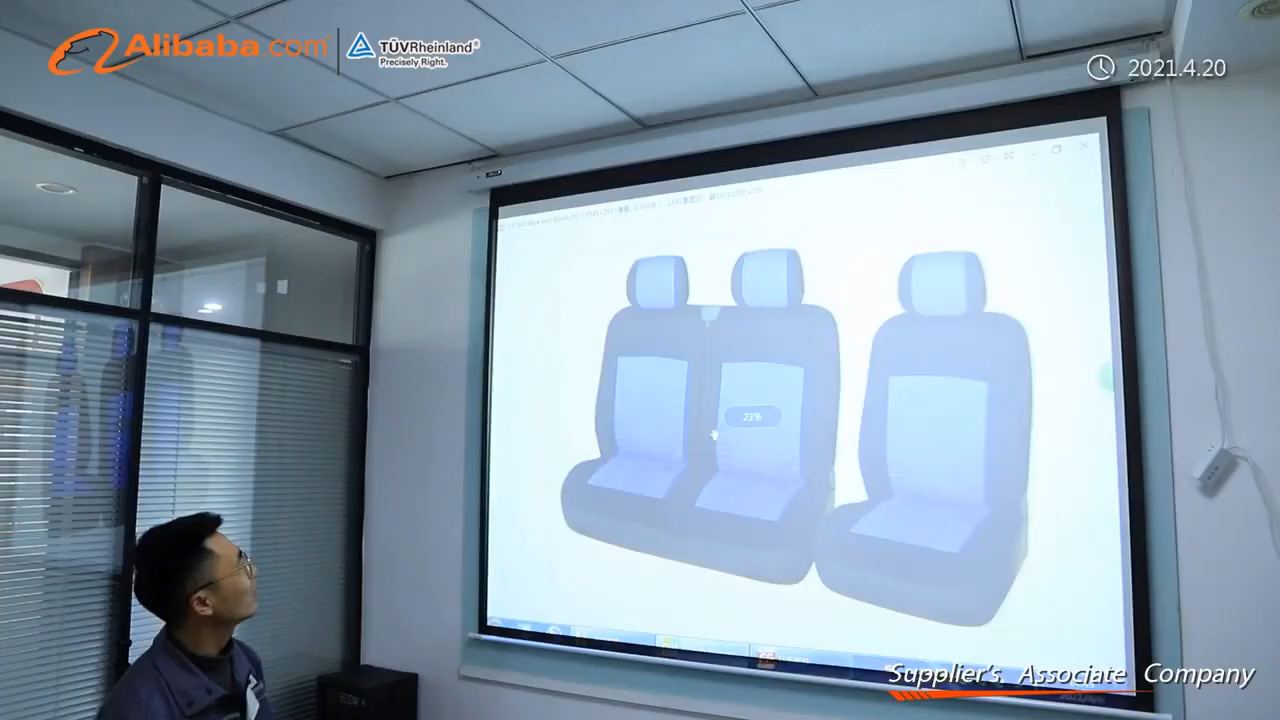 Alibaba.com
TÜVRheinland®
Precisely Right.
2021.4.20
23%
Supplier's Associate Company